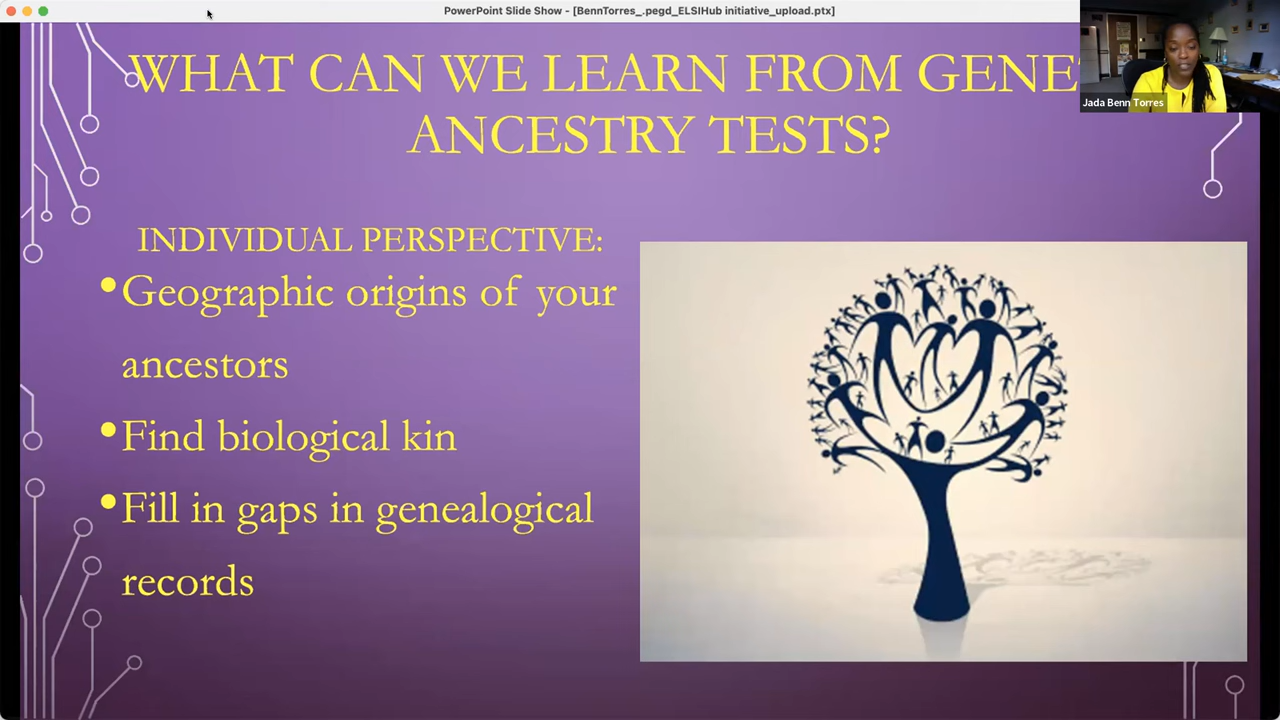 PowerPoint Slide Show - [BennTorres_.pegd_ELSIHub initiative_upload.ptx]
WHAT CAN WE LEARN FROM GENE
ANCESTRY TESTS?
Jada Benn Torres
INDIVIDUAL PERSPECTIVE:
•Geographic origins of your
ancestors
•Find biological kin
•Fill in gaps in genealogical
records